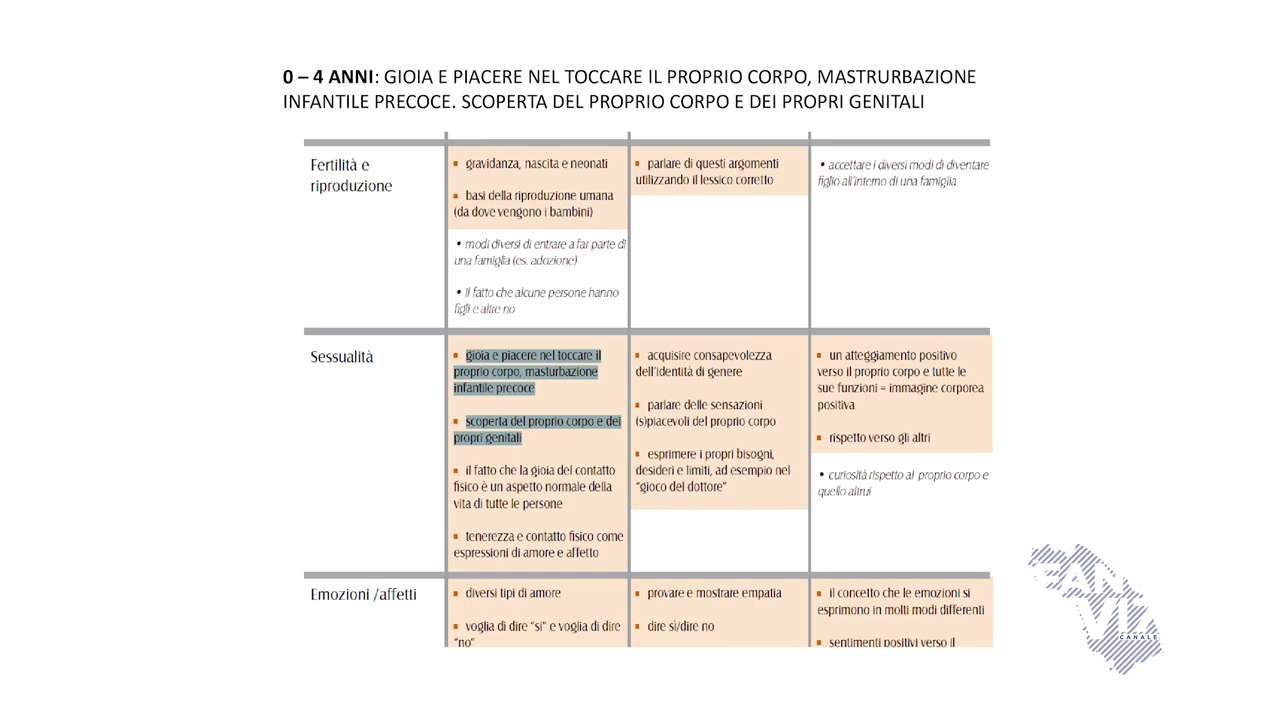 0 – 4 ANNI: GIOIA E PIACERE NEL TOCCARE IL PROPRIO CORPO, MASTRURBAZIONE
INFANTILE PRECOCE. SCOPERTA DEL PROPRIO CORPO E DEI PROPRI GENITALI
Fertilità e
riproduzione
▪ gravidanza, nascita e neonati
▪ basi della riproduzione umana
(da dove vengono i bambini)
• modi diversi di entrare a far parte di
una famiglia (es. adozione)
• Il fatto che alcune persone hanno
figli e altre no
▪ parlare di questi argomenti
utilizzando il lessico corretto
• accettare i diversi modi di diventare
figlio all'interno di una famiglia
Sessualità
▪ gioia e piacere nel toccare il
proprio corpo, masturbazione
infantile precoce
▪ scoperta del proprio corpo e dei
propri genitali
▪ il fatto che la gioia del contatto
fisico è un aspetto normale della
vita di tutte le persone
▪ tenerezza e contatto fisico come
espressioni di amore e affetto
▪ acquisire consapevolezza
dell'identità di genere
▪ parlare delle sensazioni
(s)piacevoli del proprio corpo
▪ esprimere i propri bisogni,
desideri e limiti, ad esempio nel
"gioco del dottore"
▪ un atteggiamento positivo
verso il proprio corpo e tutte le
sue funzioni = immagine corporea
positiva
▪ rispetto verso gli altri
• curiosità rispetto al proprio corpo e
quello altrui
Emozioni /affetti
▪ diversi tipi di amore
▪ voglia di dire "si" e voglia di dire
"no"
▪ provare e mostrare empatia
▪ dire sì/dire no
▪ il concetto che le emozioni si
esprimono in molti modi differenti
▪ sentimenti positivi verso il
CANALE